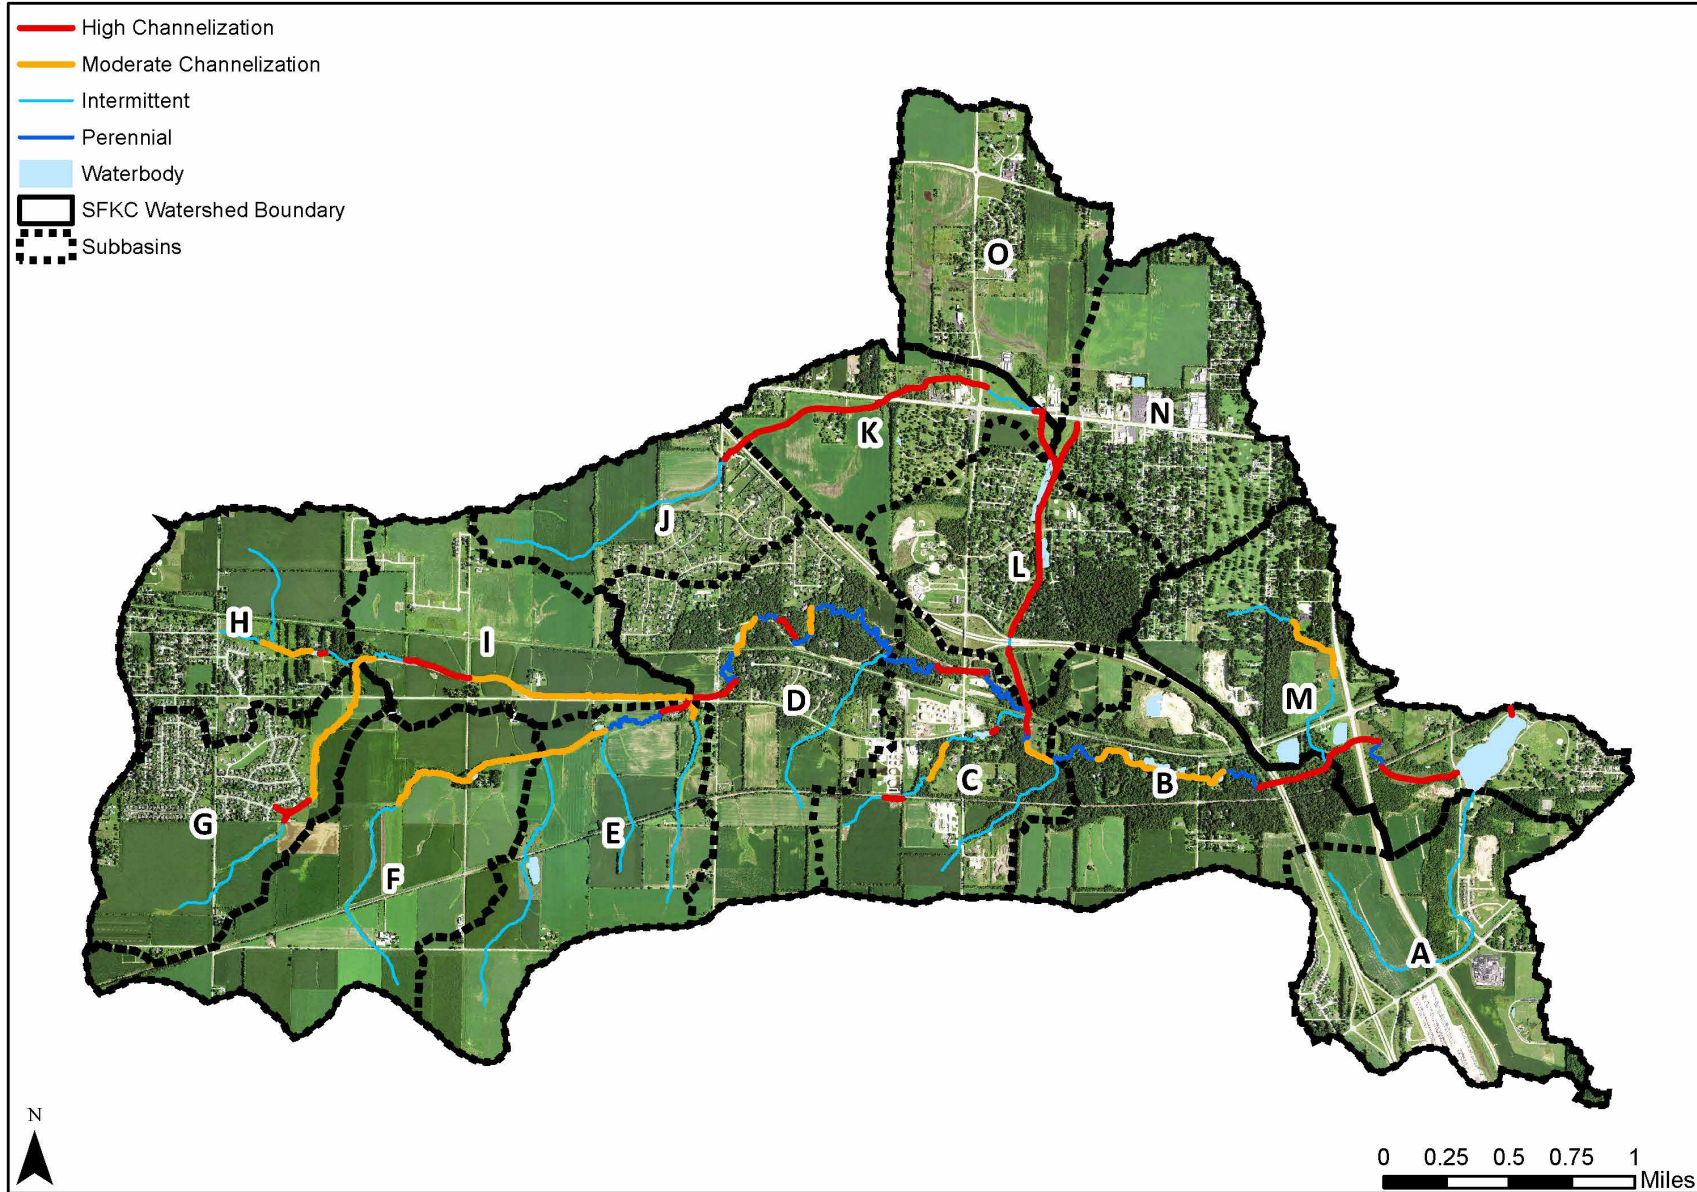 High Channelization
Moderate Channelization
Intermittent
Perennial
Waterbody
SFKC Watershed Boundary
Subbasins
O
N
K
J
L
H
I
M
D
B
C
G
E
F
A
N
0 0.25 0.5 0.75 1
Miles